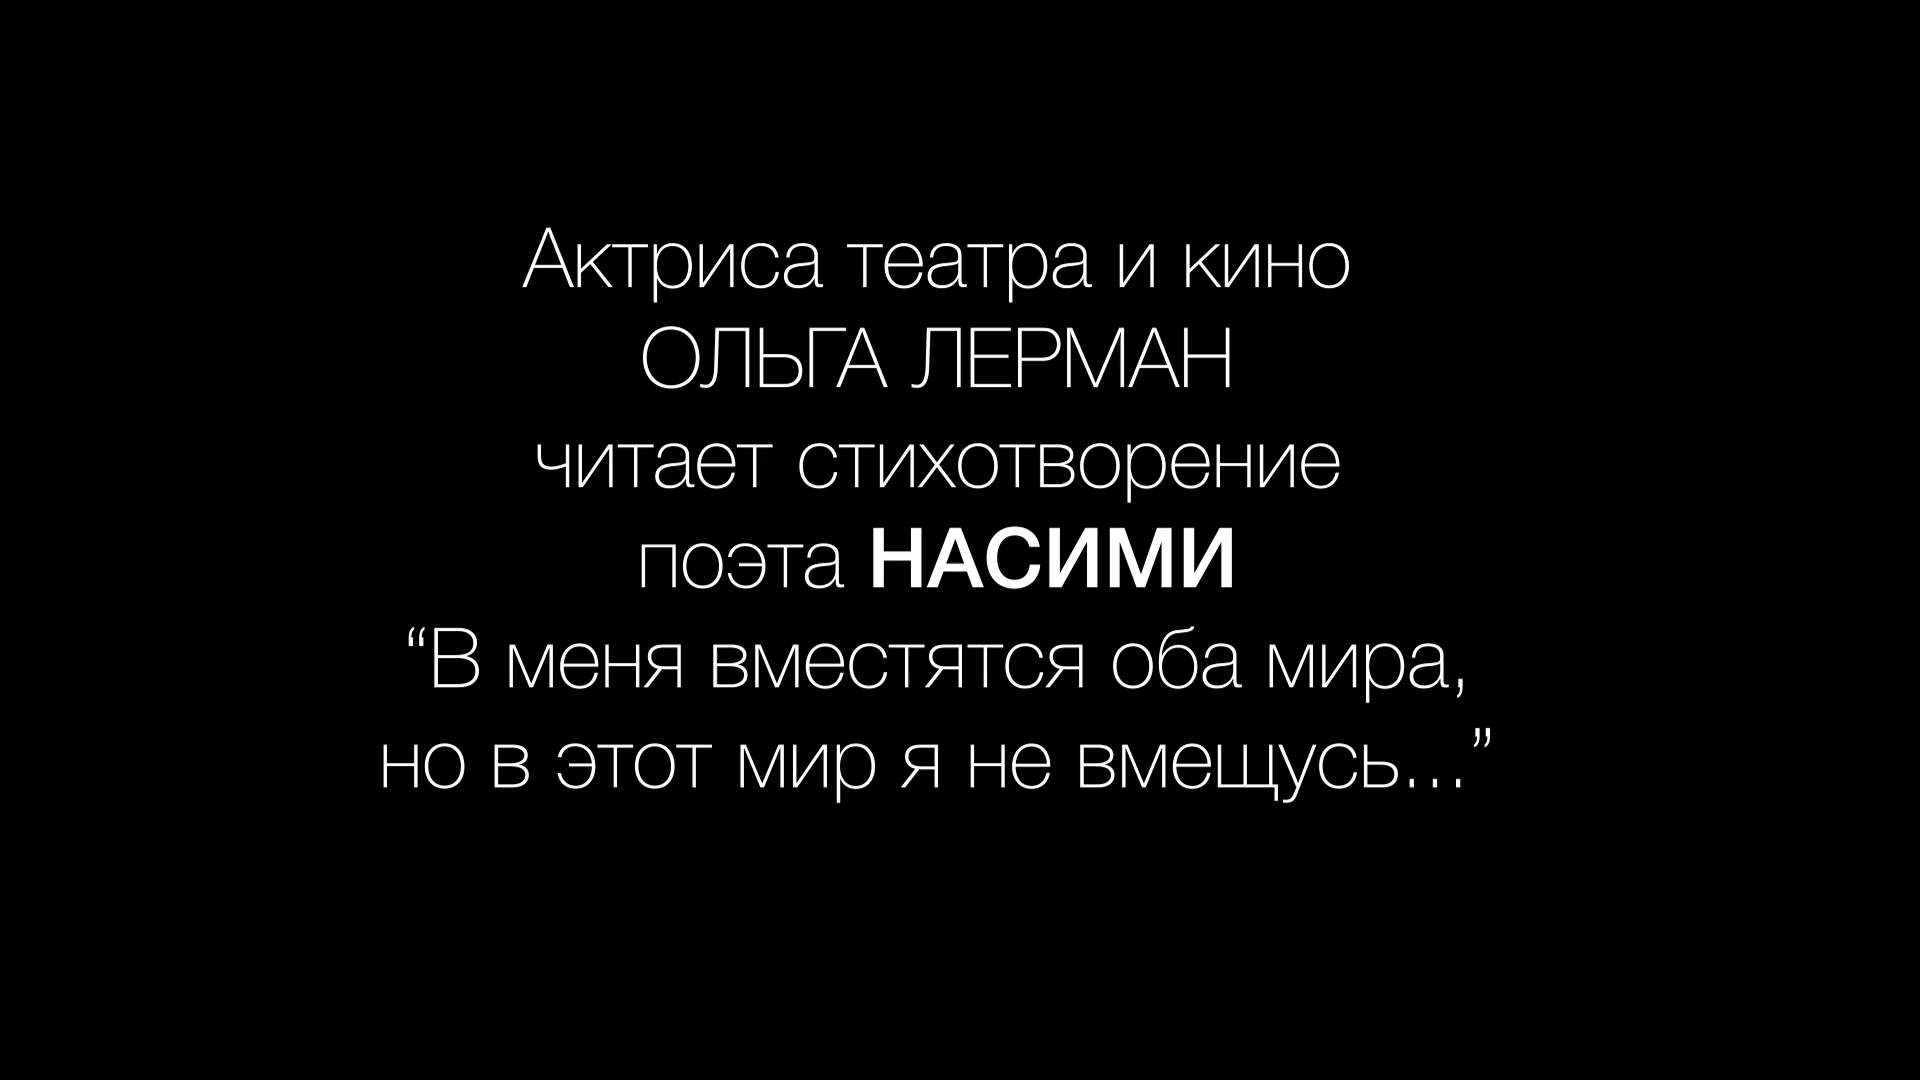 Актриса театра и кино
ОЛЬГА ЛЕРМАН
читает стихотворение
поэта НАСИМИ
“В меня вместятся оба мира,
но в этот мир я не вмещусь...”